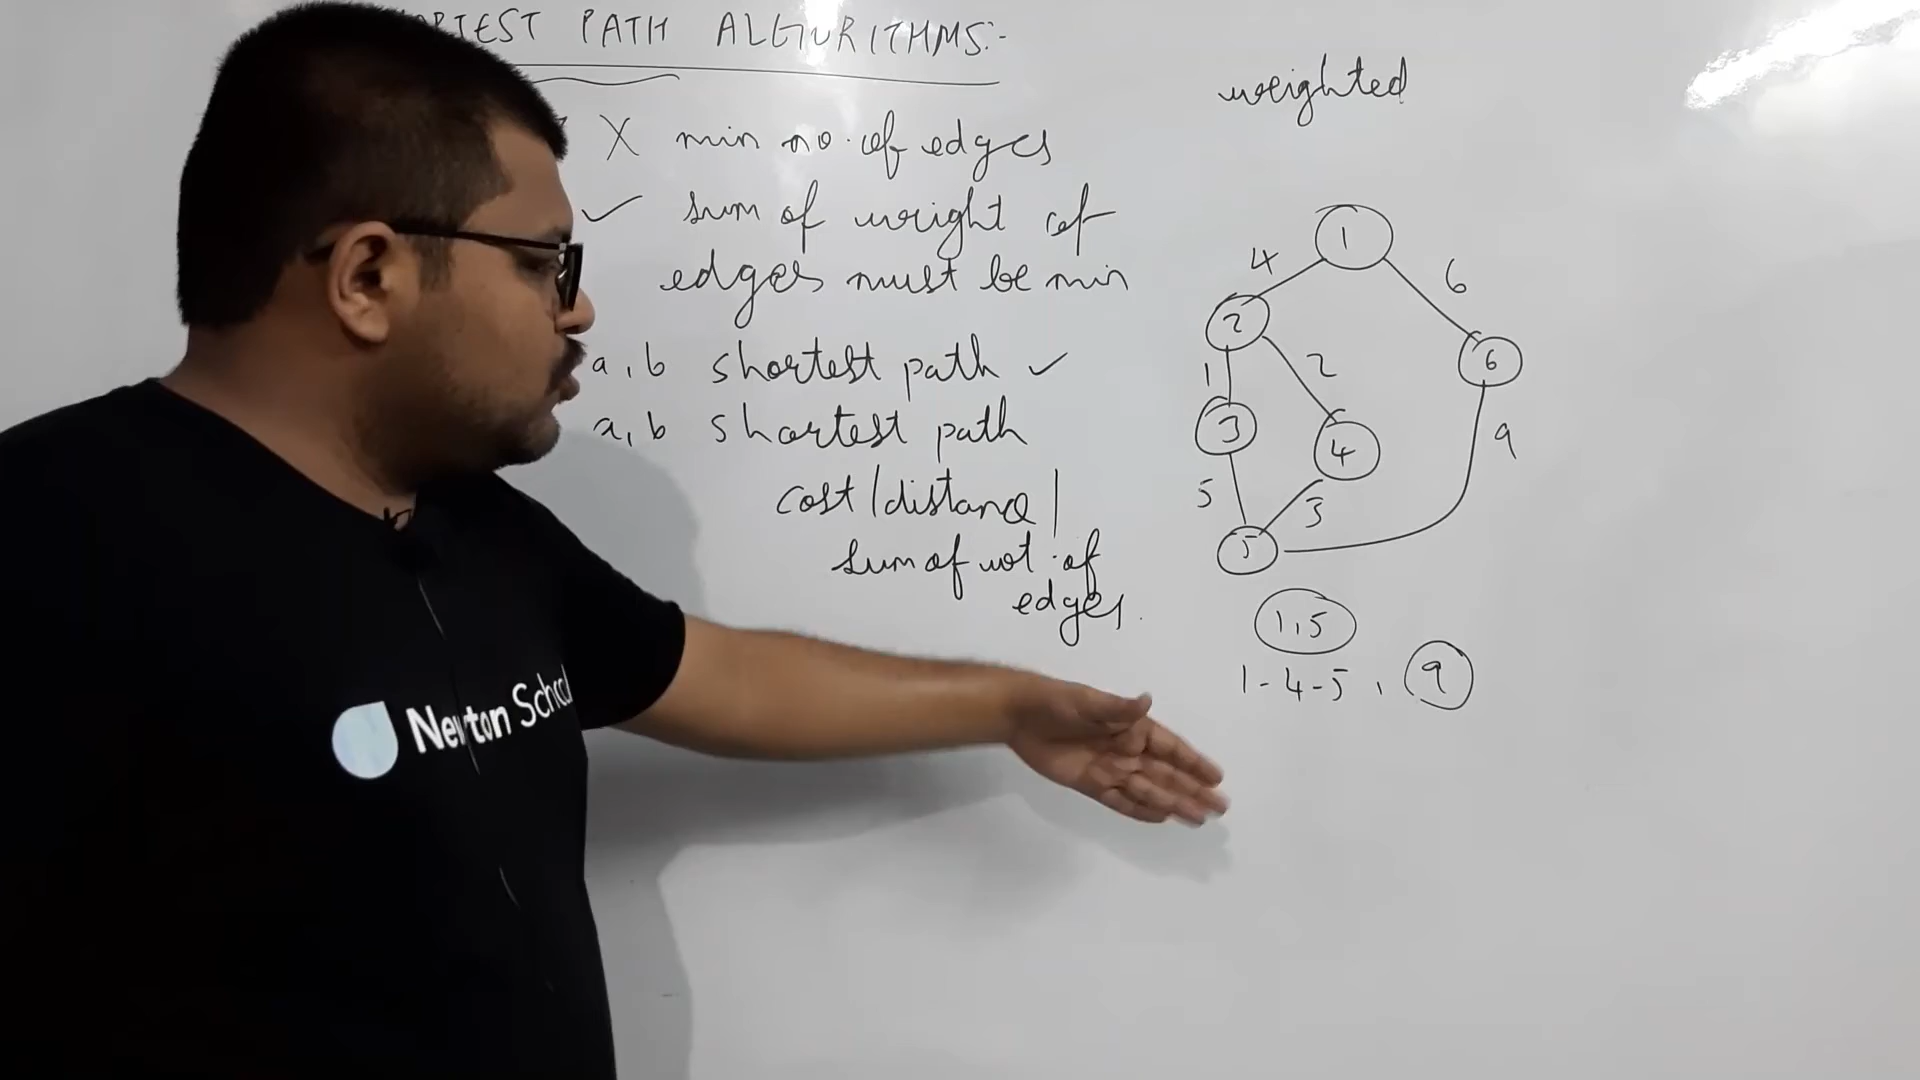 PATH ALGORITHMS:-
X min no. of edges
✓ sum of weight of
edges must be min
a, b shortest path ✓
a, b shortest path
cost/distance/
sum of wt. of
edges.
weighted
1
4
6
2
1
2
6
3
4
9
5
3
5
1,5
1-4-5, 9
Newton School